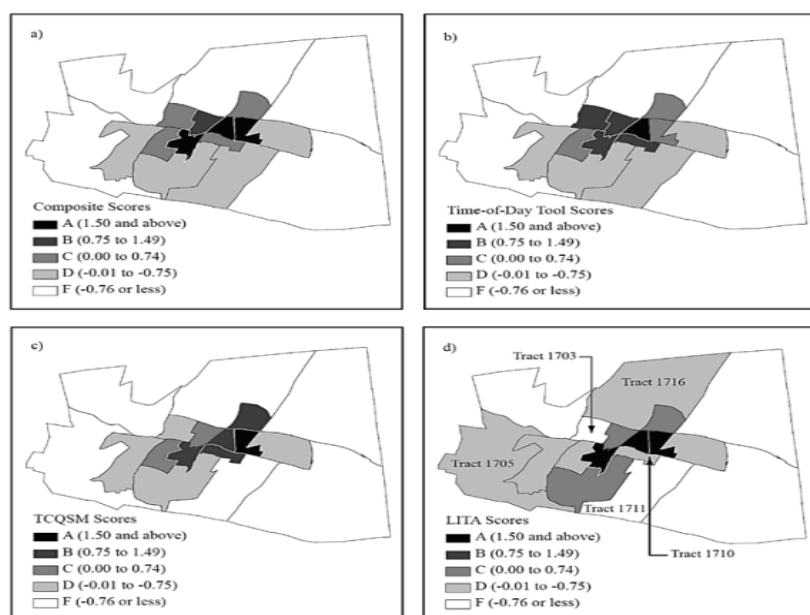 a)
Composite Scores
A (1.50 and above)
B (0.75 to 1.49)
C (0.00 to 0.74)
D (-0.01 to -0.75)
F (-0.76 or less)
b)
Time-of-Day Tool Scores
A (1.50 and above)
B (0.75 to 1.49)
C (0.00 to 0.74)
D (-0.01 to -0.75)
F (-0.76 or less)
c)
TCQSM Scores
A (1.50 and above)
B (0.75 to 1.49)
C (0.00 to 0.74)
D (-0.01 to -0.75)
F (-0.76 or less)
d)
Tract 1703
Tract 1716
Tract 1705
Tract 1711
Tract 1710
LITA Scores
A (1.50 and above)
B (0.75 to 1.49)
C (0.00 to 0.74)
D (-0.01 to -0.75)
F (-0.76 or less)